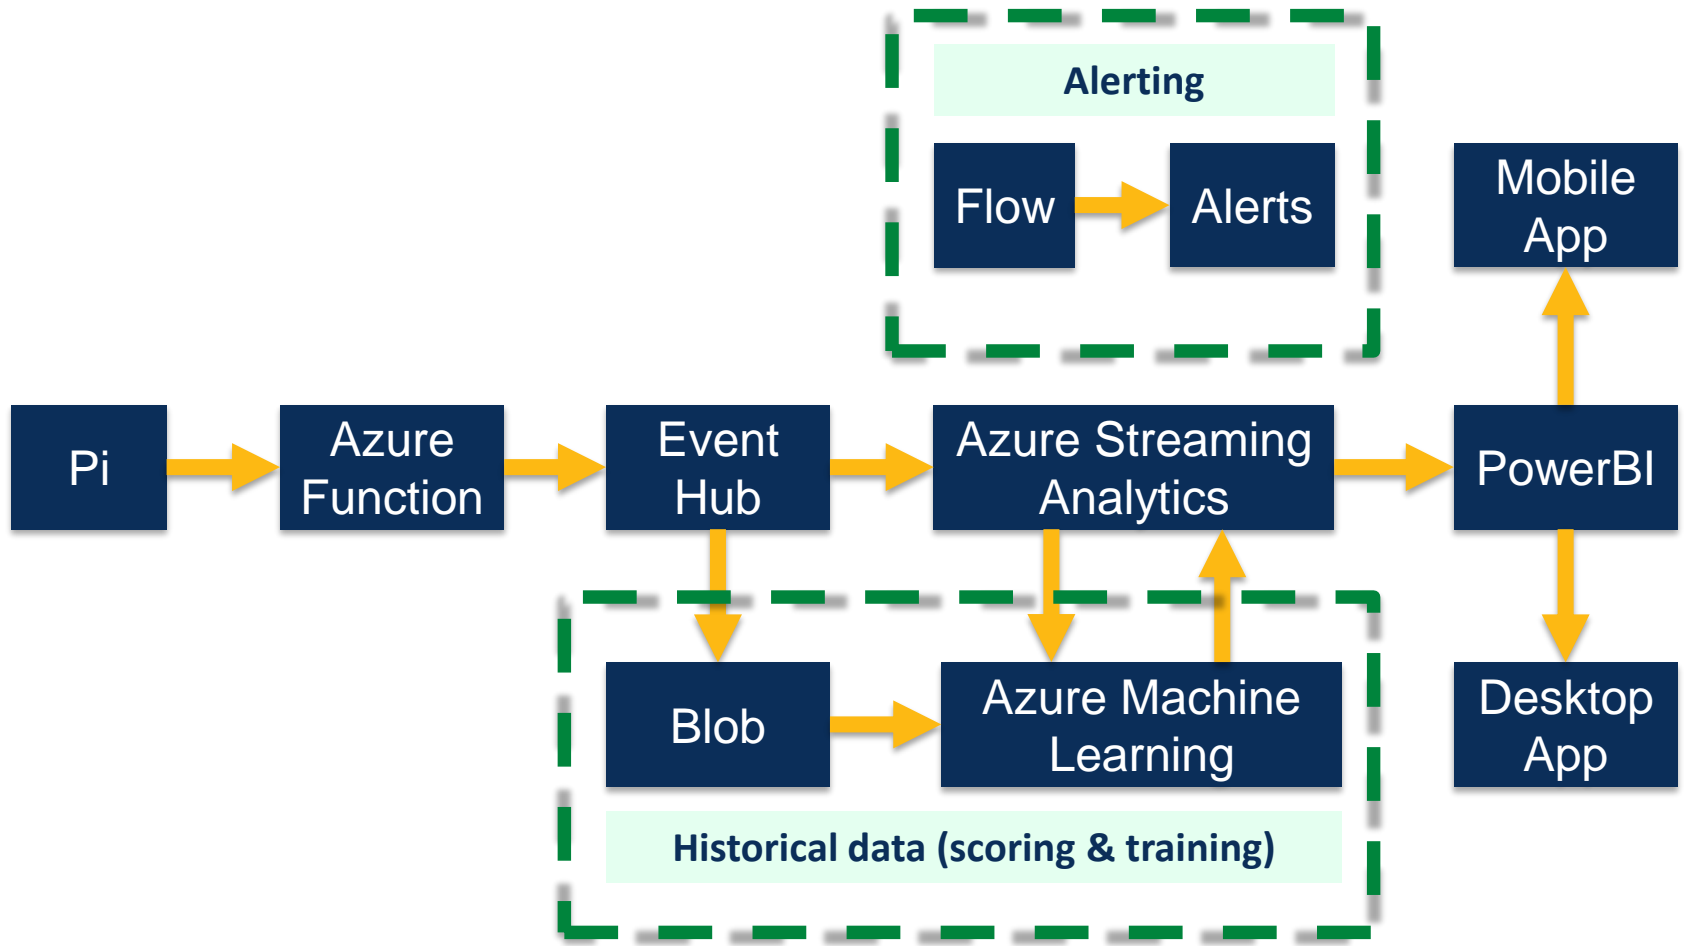 Alerting
Flow
Alerts
Mobile
App
Pi
Azure
Function
Event
Hub
Azure Streaming
Analytics
PowerBI
Blob
Azure Machine
Learning
Desktop
App
Historical data (scoring & training)